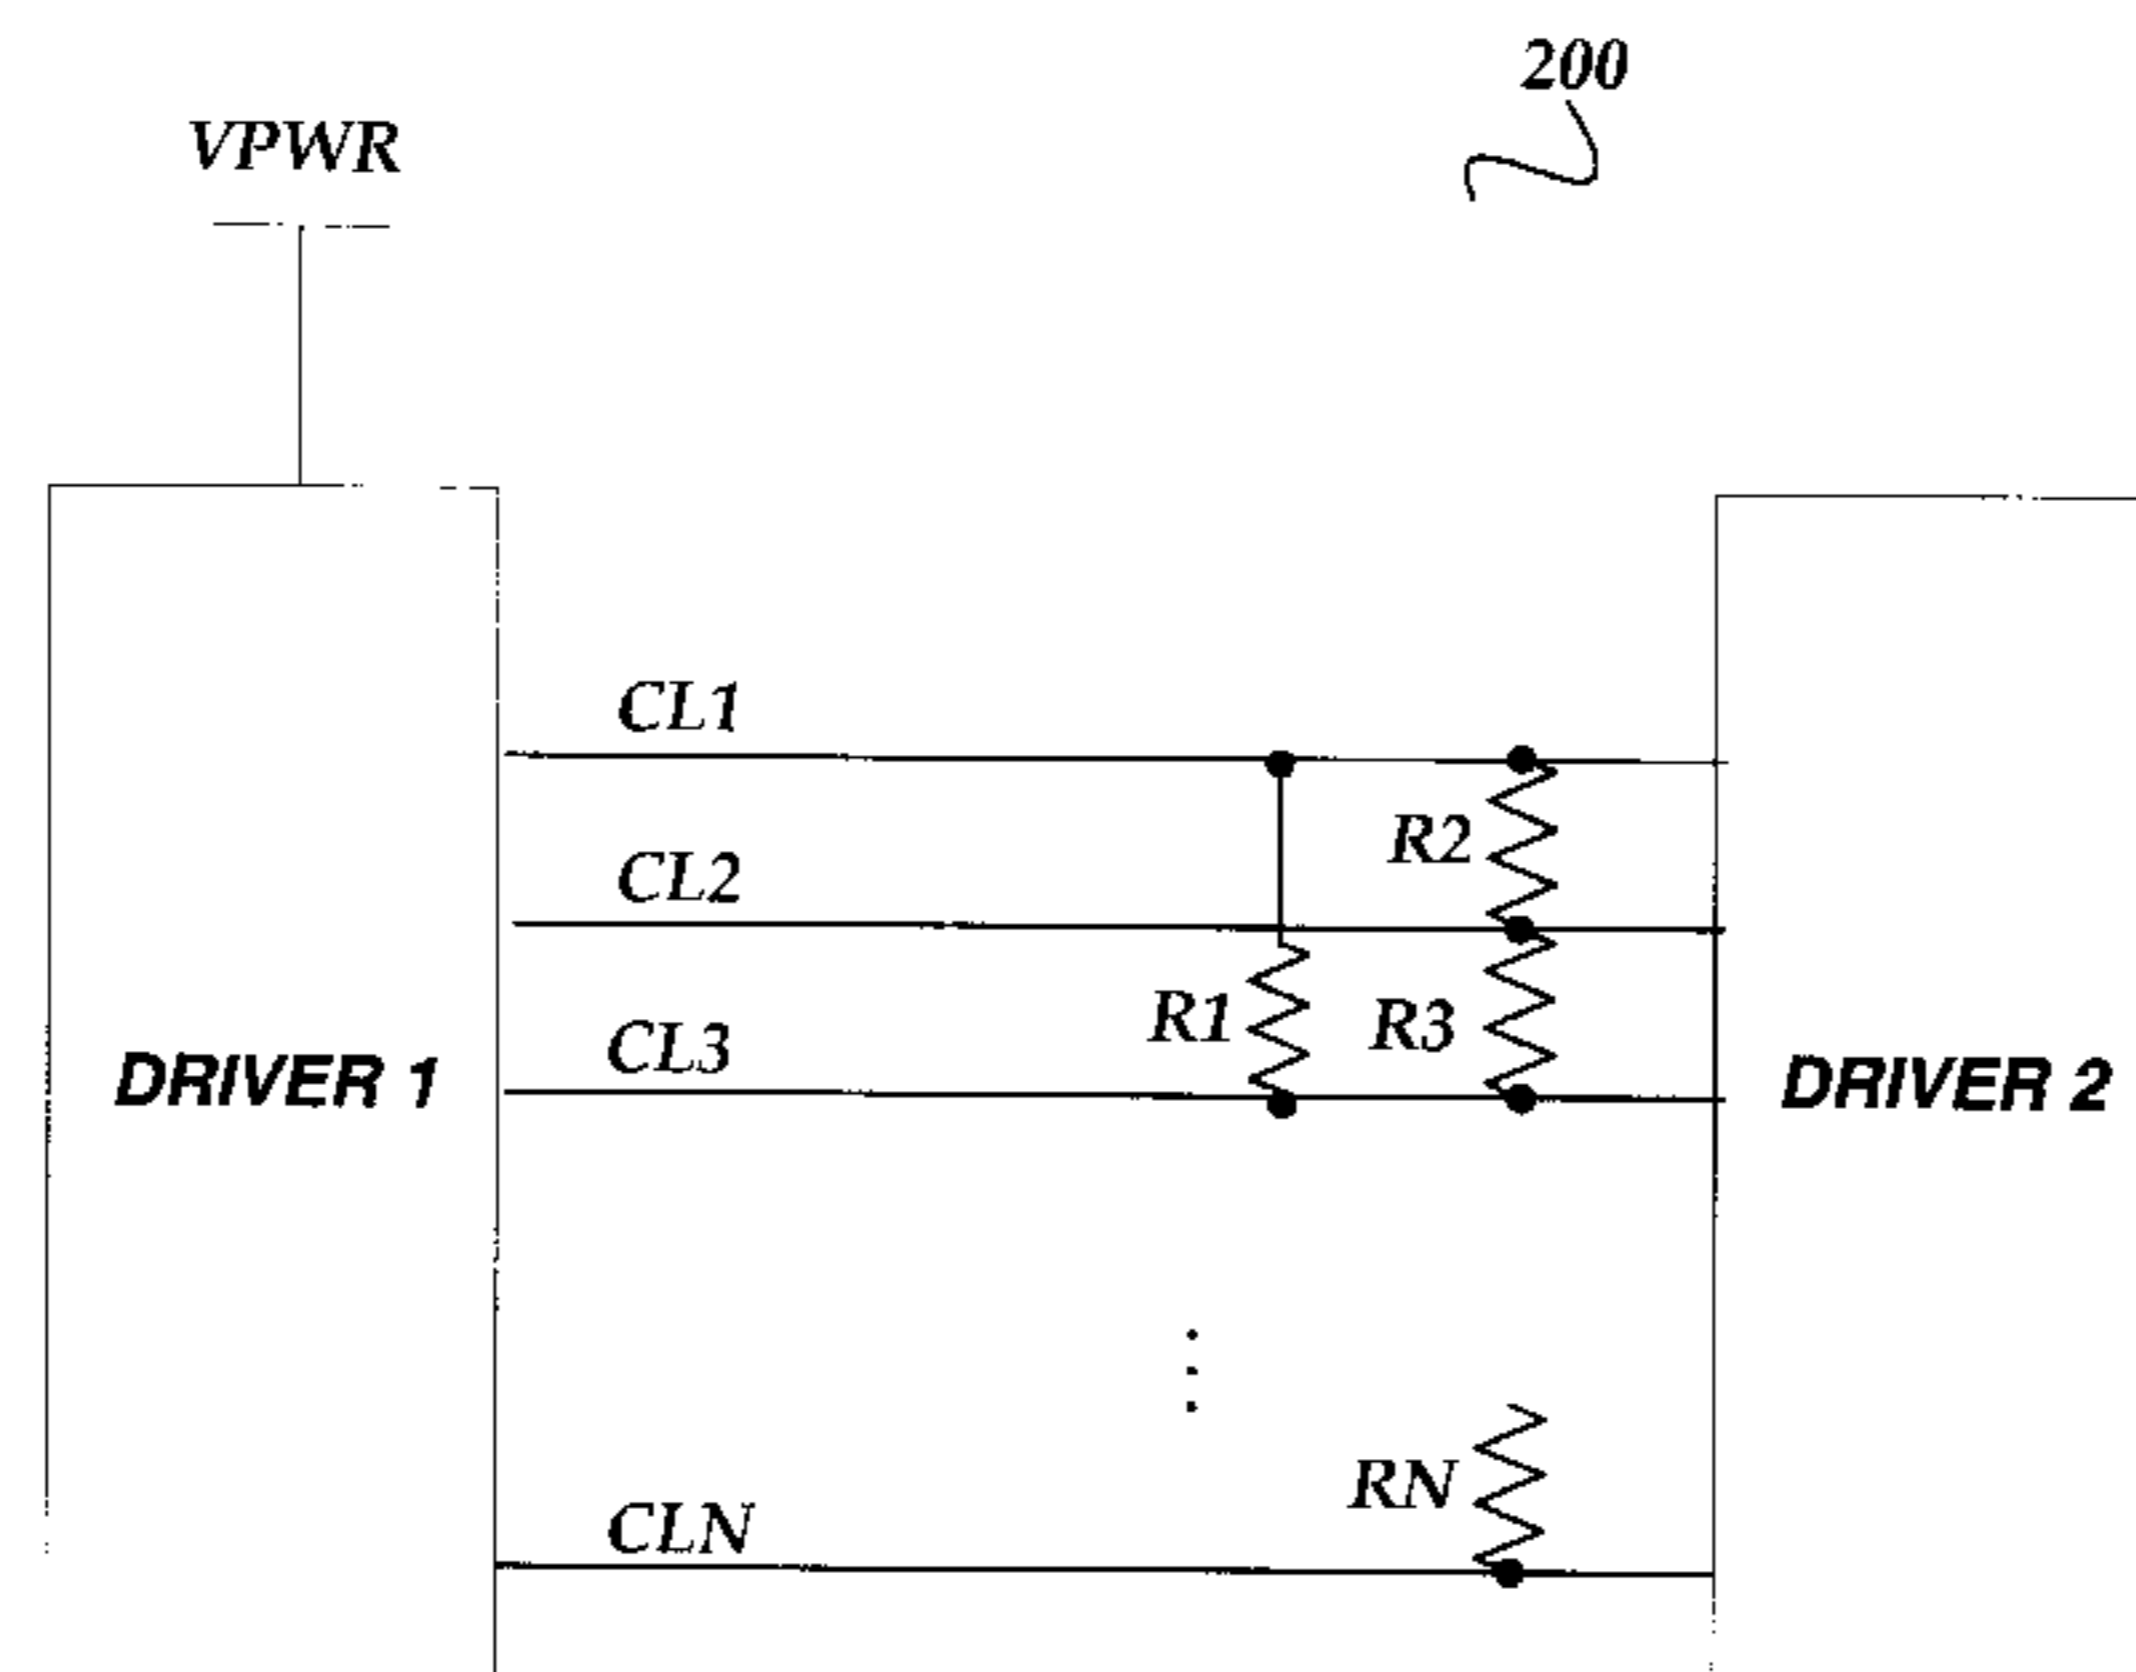 200
VPWR
CL1
R2
CL2
R1
R3
CL3
DRIVER 1
DRIVER 2
RN
CLN